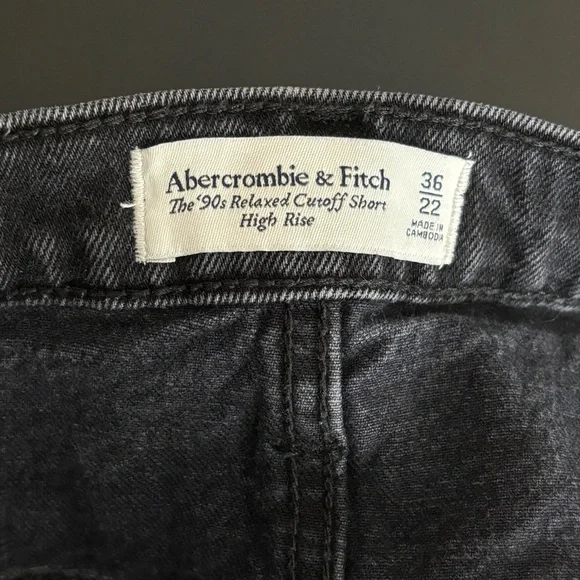 Abercrombie & Fitch
The '90s Relaxed Cutoff Short
High Rise
36
22
MADE IN
CAMBODIA